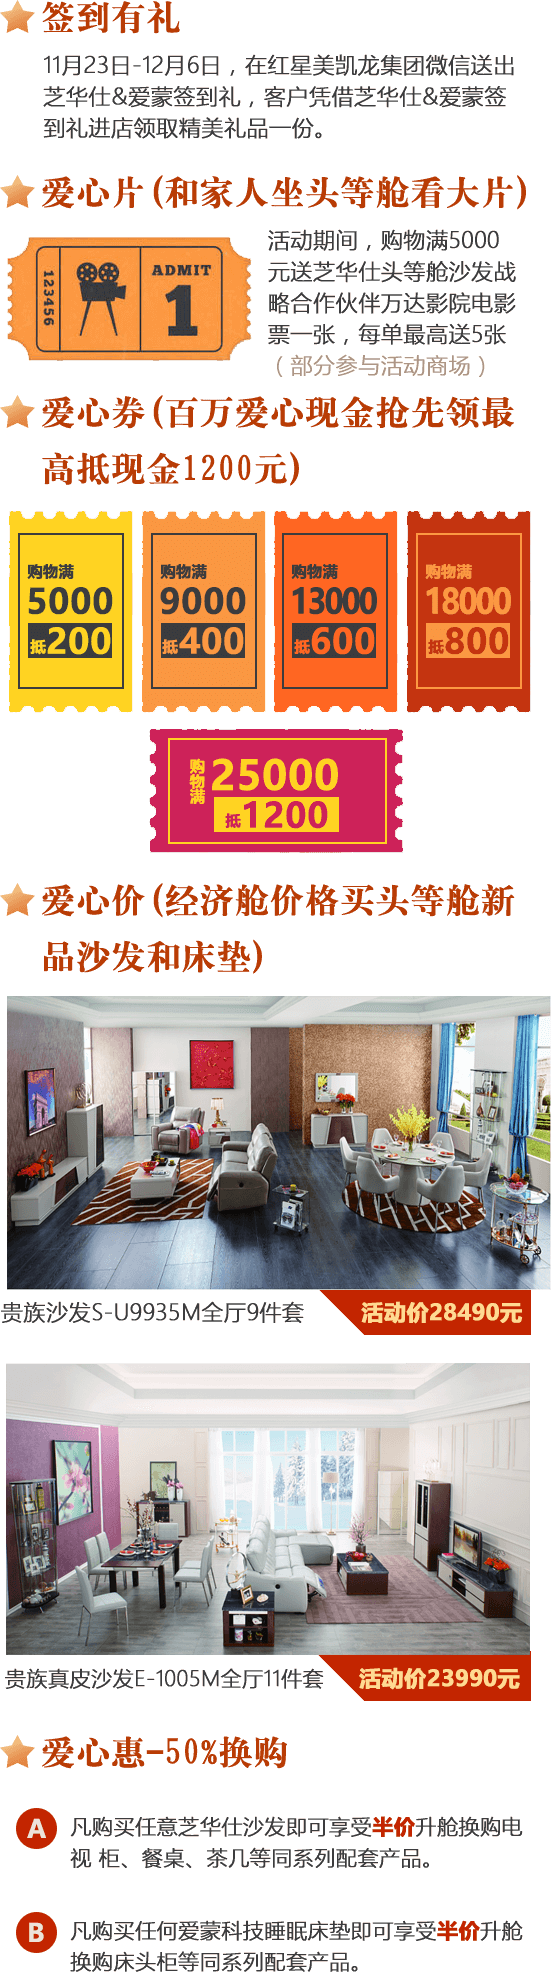 签到有礼
11月23日-12月6日，在红星美凯龙集团微信送出
芝华仕&爱蒙签到礼，客户凭借芝华仕&爱蒙签
到礼进店领取精美礼品一份。
爱心片(和家人坐头等舱看大片)
123456
ADMIT
1
活动期间，购物满5000
元送芝华仕头等舱沙发战
略合作伙伴万达影院电影
票一张，每单最高送5张
（部分参与活动商场）
爱心券(百万爱心现金抢先领最
高抵现金1200元)
购物满
5000
抵200
购物满
9000
抵400
购物满
13000
抵600
购物满
18000
抵800
购物满
25000
抵1200
爱心价(经济舱价格买头等舱新
品沙发和床垫)
贵族沙发S-U9935M全厅9件套
活动价28490元
贵族真皮沙发E-1005M全厅11件套
活动价23990元
爱心惠-50%换购
A
凡购买任意芝华仕沙发即可享受半价升舱换购电
视 柜、餐桌、茶几等同系列配套产品。
B
凡购买任何爱蒙科技睡眠床垫即可享受半价升舱
换购床头柜等同系列配套产品。